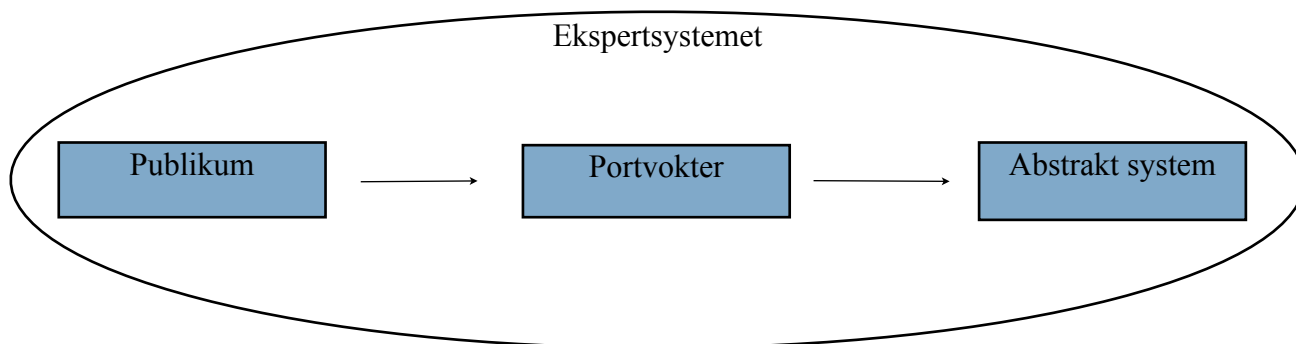 Ekspertsystemet
Publikum
Portvokter
Abstrakt system